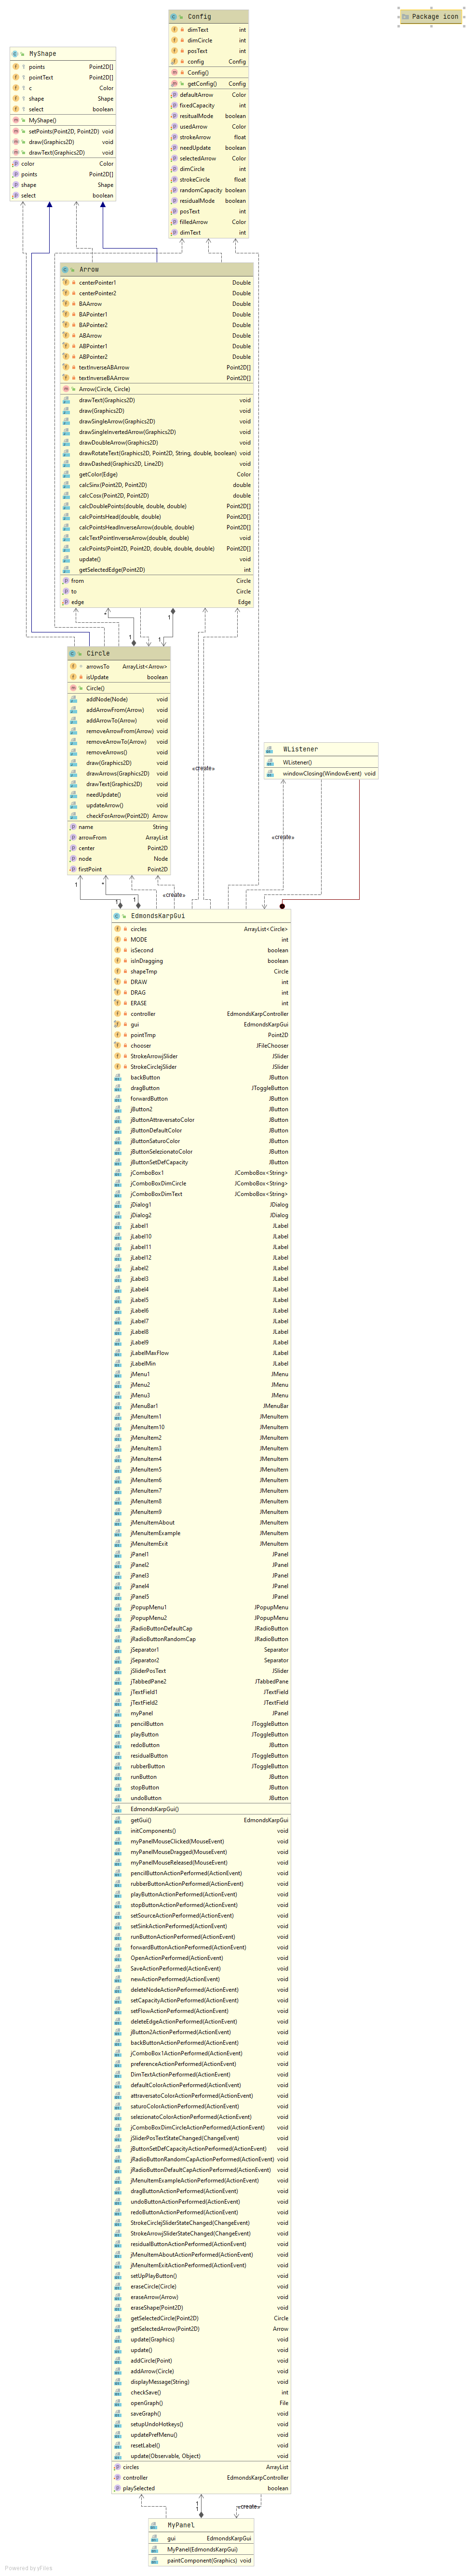 Config
dimText int
dimCircle int
posText int
config Config
Config()
getConfig() Config
defaultArrow Color
fixedCapacity int
resitualMode boolean
usedArrow Color
strokeArrow float
needUpdate boolean
selectedArrow Color
dimCircle int
strokeCircle float
randomCapacity boolean
residualMode boolean
posText int
filledArrow Color
dimText int
Package icon
MyShape
points Point2D[]
pointText Point2D[]
c Color
shape Shape
select boolean
MyShape()
setPoints(Point2D, Point2D) void
draw(Graphics2D) void
drawText(Graphics2D) void
color Color
points Point2D[]
shape Shape
select boolean
Arrow
centerPointer1 Double
centerPointer2 Double
BAArrow Double
BAPointer1 Double
BAPointer2 Double
ABArrow Double
ABPointer1 Double
ABPointer2 Double
textInverseABArrow Point2D[]
textInverseBAArrow Point2D[]
Arrow(Circle, Circle)
drawText(Graphics2D) void
draw(Graphics2D) void
drawSingleArrow(Graphics2D) void
drawSingleInvertedArrow(Graphics2D) void
drawDoubleArrow(Graphics2D) void
drawRotateText(Graphics2D, Point2D, String, double, boolean) void
drawDashed(Graphics2D, Line2D) void
getColor(Edge) Color
calcSinx(Point2D, Point2D) double
calcCosx(Point2D, Point2D) double
calcDoublePoints(double, double, double) Point2D[]
calcPointsHead(double, double) Point2D[]
calcPointsHeadInverseArrow(double, double) Point2D[]
calcTextPointInverseArrow(double, double) void
calcPoints(Point2D, Point2D, double, double, double) Point2D[]
update() void
getSelectedEdge(Point2D) int
from Circle
to Circle
edge Edge
* 1
1 1
Circle
arrowsTo ArrayList<Arrow>
isUpdate boolean
Circle()
addNode(Node) void
addArrowFrom(Arrow) void
addArrowTo(Arrow) void
removeArrowFrom(Arrow) void
removeArrowTo(Arrow) void
removeArrows() void
draw(Graphics2D) void
drawArrows(Graphics2D) void
drawText(Graphics2D) void
needUpdate() void
updateArrow() void
checkForArrow(Point2D) Arrow
name String
arrowFrom ArrayList
center Point2D
node Node
firstPoint Point2D
WListener
WListener()
windowClosing(WindowEvent) void
«create»
«create»
«create»
1 *
1 1
EdmondsKarpGui
circles ArrayList<Circle>
MODE int
isSecond boolean
isInDragging boolean
shapeTmp Circle
DRAW int
DRAG int
ERASE int
controller EdmondsKarpController
gui EdmondsKarpGui
pointTmp Point2D
chooser JFileChooser
StrokeArrowjSlider JSlider
StrokeCirclejSlider JSlider
backButton JButton
dragButton JToggleButton
forwardButton JButton
jButton2 JButton
jButtonAttraversatoColor JButton
jButtonDefaultColor JButton
jButtonSaturoColor JButton
jButtonSelezionatoColor JButton
jButtonSetDefCapacity JButton
jComboBox1 JComboBox<String>
jComboBoxDimCircle JComboBox<String>
jComboBoxDimText JComboBox<String>
jDialog1 JDialog
jDialog2 JDialog
jLabel1 JLabel
jLabel10 JLabel
jLabel11 JLabel
jLabel12 JLabel
jLabel2 JLabel
jLabel3 JLabel
jLabel4 JLabel
jLabel5 JLabel
jLabel6 JLabel
jLabel7 JLabel
jLabel8 JLabel
jLabel9 JLabel
jLabelMaxFlow JLabel
jLabelMin JLabel
jMenu1 JMenu
jMenu2 JMenu
jMenu3 JMenu
jMenuBar1 JMenuBar
jMenuItem1 JMenuItem
jMenuItem10 JMenuItem
jMenuItem2 JMenuItem
jMenuItem3 JMenuItem
jMenuItem4 JMenuItem
jMenuItem5 JMenuItem
jMenuItem6 JMenuItem
jMenuItem7 JMenuItem
jMenuItem8 JMenuItem
jMenuItem9 JMenuItem
jMenuItemAbout JMenuItem
jMenuItemExample JMenuItem
jMenuItemExit JMenuItem
jPanel1 JPanel
jPanel2 JPanel
jPanel3 JPanel
jPanel4 JPanel
jPanel5 JPanel
jPopupMenu1 JPopupMenu
jPopupMenu2 JPopupMenu
jRadioButtonDefaultCap JRadioButton
jRadioButtonRandomCap JRadioButton
jSeparator1 Separator
jSeparator2 Separator
jSliderPosText JSlider
jTabbedPane2 JTabbedPane
jTextField1 JTextField
jTextField2 JTextField
myPanel JPanel
pencilButton JToggleButton
playButton JToggleButton
redoButton JButton
residualButton JToggleButton
rubberButton JToggleButton
runButton JButton
stopButton JButton
undoButton JButton
EdmondsKarpGui()
getGui() EdmondsKarpGui
initComponents() void
myPanelMouseClicked(MouseEvent) void
myPanelMouseDragged(MouseEvent) void
myPanelMouseReleased(MouseEvent) void
pencilButtonActionPerformed(ActionEvent) void
rubberButtonActionPerformed(ActionEvent) void
playButtonActionPerformed(ActionEvent) void
stopButtonActionPerformed(ActionEvent) void
setSourceActionPerformed(ActionEvent) void
setSinkActionPerformed(ActionEvent) void
runButtonActionPerformed(ActionEvent) void
forwardButtonActionPerformed(ActionEvent) void
OpenActionPerformed(ActionEvent) void
SaveActionPerformed(ActionEvent) void
newActionPerformed(ActionEvent) void
deleteNodeActionPerformed(ActionEvent) void
setCapacityActionPerformed(ActionEvent) void
setFlowActionPerformed(ActionEvent) void
deleteEdgeActionPerformed(ActionEvent) void
jButton2ActionPerformed(ActionEvent) void
backButtonActionPerformed(ActionEvent) void
jComboBox1ActionPerformed(ActionEvent) void
preferenceActionPerformed(ActionEvent) void
DimTextActionPerformed(ActionEvent) void
defaultColorActionPerformed(ActionEvent) void
attraversatoColorActionPerformed(ActionEvent) void
saturoColorActionPerformed(ActionEvent) void
selezionatoColorActionPerformed(ActionEvent) void
jComboBoxDimCircleActionPerformed(ActionEvent) void
jSliderPosTextStateChanged(ChangeEvent) void
jButtonSetDefCapacityActionPerformed(ActionEvent) void
jRadioButtonRandomCapActionPerformed(ActionEvent) void
jRadioButtonDefaultCapActionPerformed(ActionEvent) void
jMenuItemExampleActionPerformed(ActionEvent) void
dragButtonActionPerformed(ActionEvent) void
undoButtonActionPerformed(ActionEvent) void
redoButtonActionPerformed(ActionEvent) void
StrokeCirclejSliderStateChanged(ChangeEvent) void
StrokeArrowjSliderStateChanged(ChangeEvent) void
residualButtonActionPerformed(ActionEvent) void
jMenuItemAboutActionPerformed(ActionEvent) void
jMenuItemExitActionPerformed(ActionEvent) void
setUpPlayButton() void
eraseCircle(Circle) void
eraseArrow(Arrow) void
eraseShape(Point2D) void
getSelectedCircle(Point2D) Circle
getSelectedArrow(Point2D) Arrow
update(Graphics) void
update() void
addCircle(Point) void
addArrow(Circle) void
displayMessage(String) void
checkSave() int
openGraph() File
saveGraph() void
setupUndoHotkeys() void
updatePrefMenu() void
resetLabel() void
update(Observable, Object) void
circles ArrayList
controller EdmondsKarpController
playSelected boolean
1
1
«create»
MyPanel
gui EdmondsKarpGui
MyPanel(EdmondsKarpGui)
paintComponent(Graphics) void
Powered by yFiles